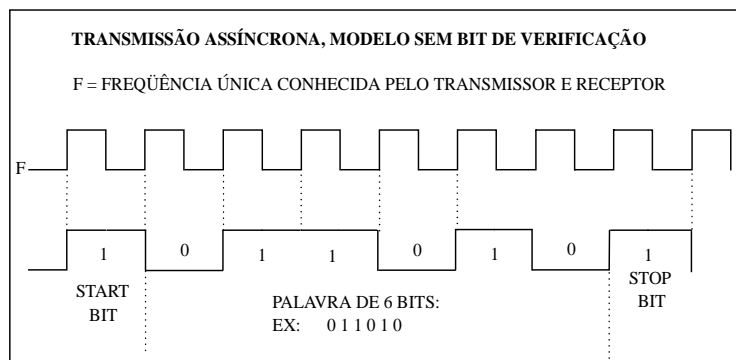 TRANSMISSÃO ASSÍNCRONA, MODELO SEM BIT DE VERIFICAÇÃO
F = FREQÜÊNCIA ÚNICA CONHECIDA PELO TRANSMISSOR E RECEPTOR
F
1 0 1 1 0 1 0 1
START
BIT
STOP
BIT
PALAVRA DE 6 BITS:
EX: 0 1 1 0 1 0